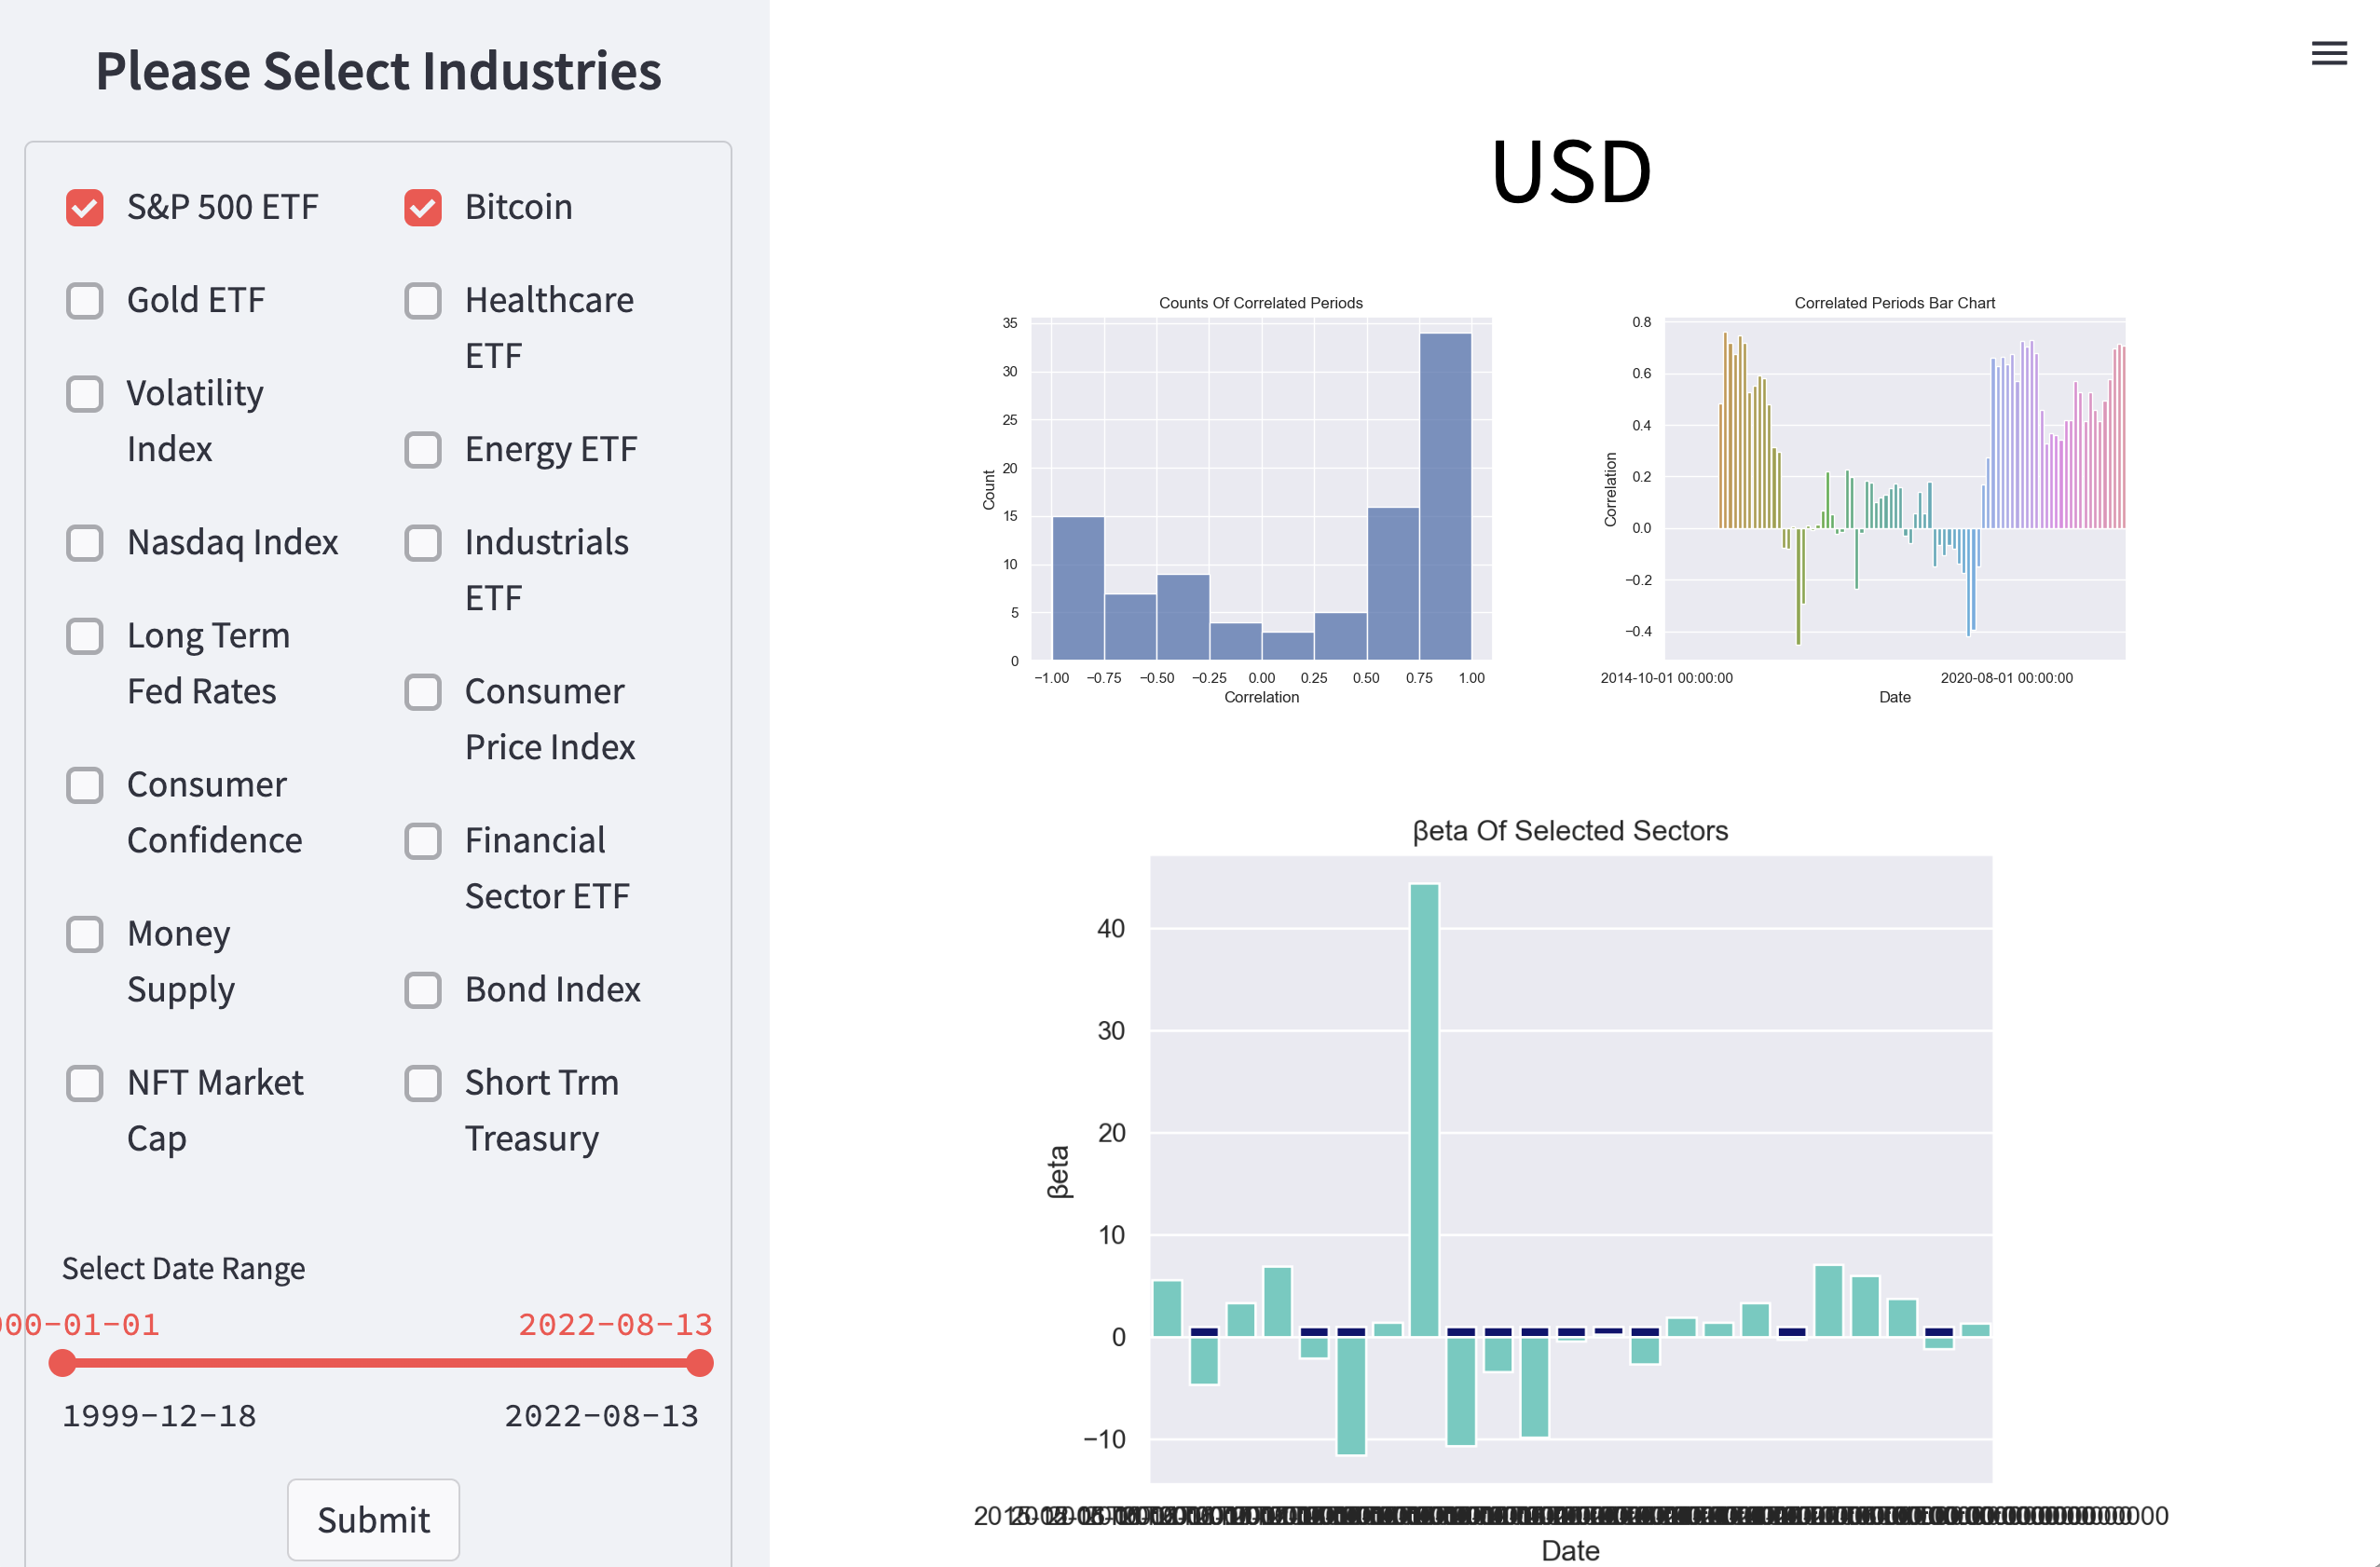 Please Select Industries
S&P 500 ETF
Gold ETF
Volatility
Index
Nasdaq Index
Long Term
Fed Rates
Consumer
Confidence
Money
Supply
NFT Market
Cap
Bitcoin
Healthcare
ETF
Energy ETF
Industrials
ETF
Consumer
Price Index
Financial
Sector ETF
Bond Index
Short Trm
Treasury
Select Date Range
00-01-01 2022-08-13
1999-12-18 2022-08-13
Submit
USD
Counts Of Correlated Periods
35
30
25
20
15
10
5
0
Count
−1.00 −0.75 −0.50 −0.25 0.00 0.25 0.50 0.75 1.00
Correlation
Correlated Periods Bar Chart
0.8
0.6
0.4
0.2
0.0
−0.2
−0.4
Correlation
2014-10-01 00:00:00 2020-08-01 00:00:00
Date
βeta Of Selected Sectors
40
30
20
10
0
−10
βeta
Date